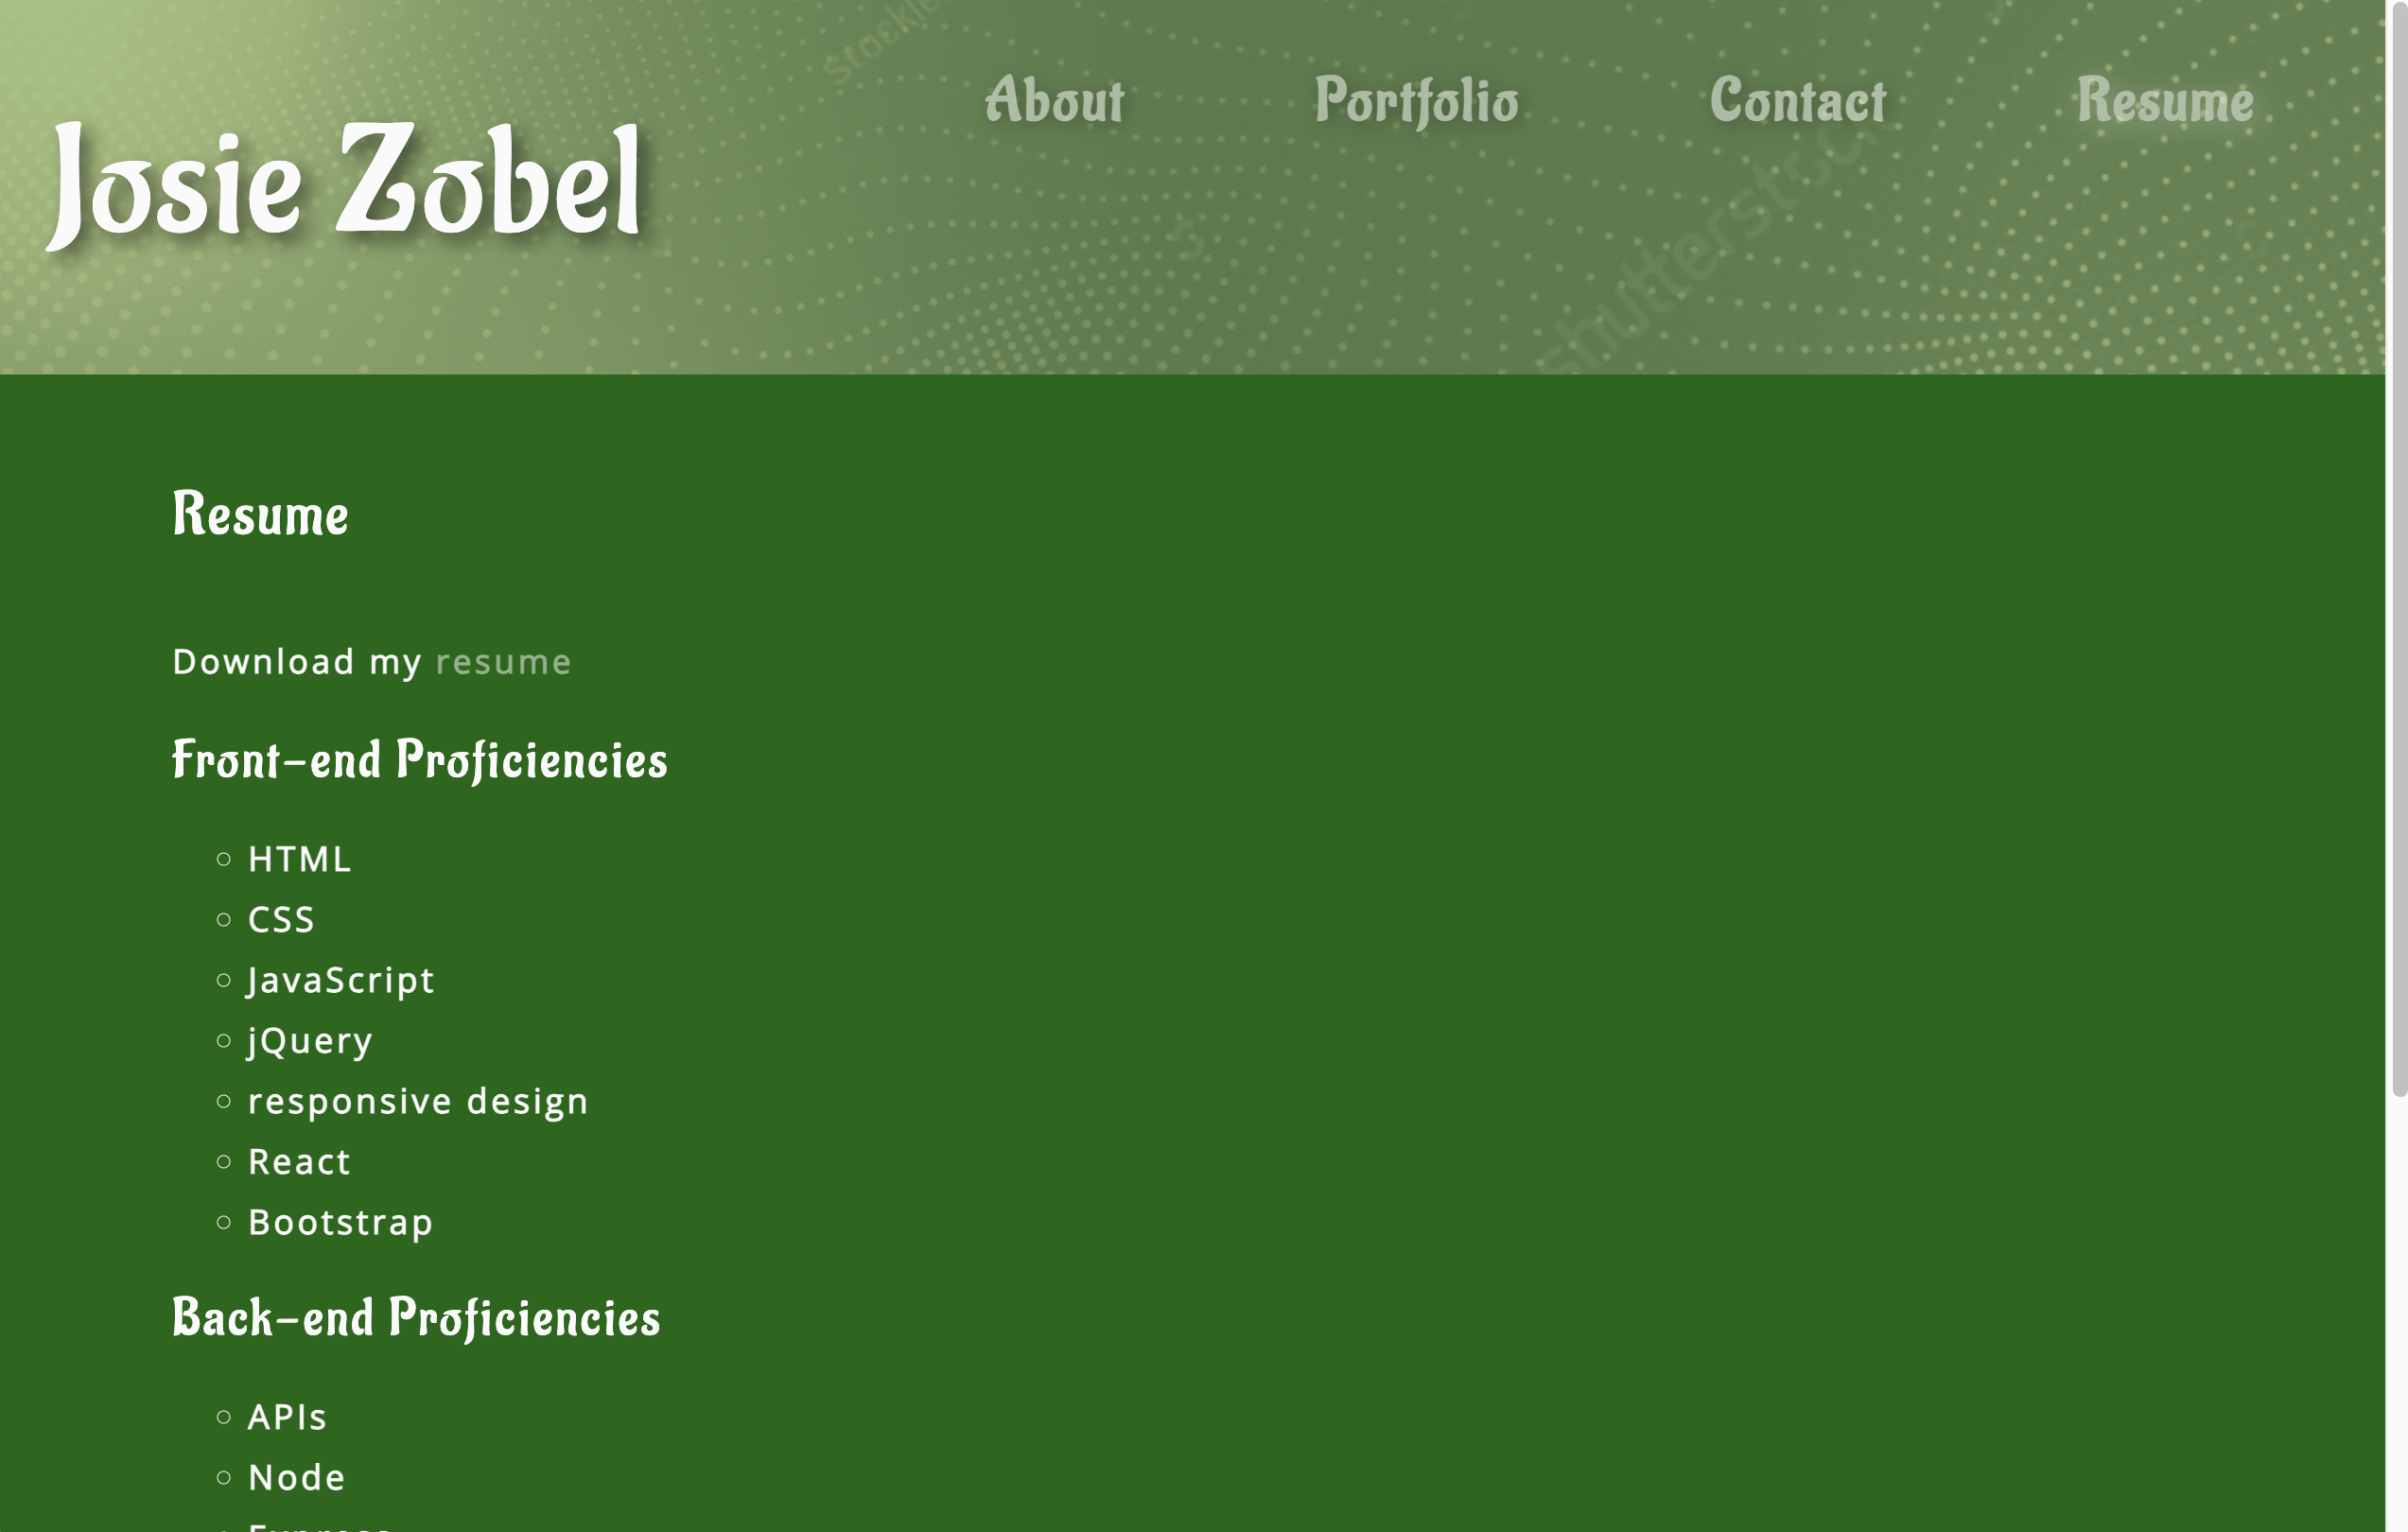 Josie Zobel
About
Portfolio
Contact
Resume
shutterstock
Resume
Download my resume
Front-end Proficiencies
HTML
CSS
JavaScript
jQuery
responsive design
React
Bootstrap
Back-end Proficiencies
APIs
Node